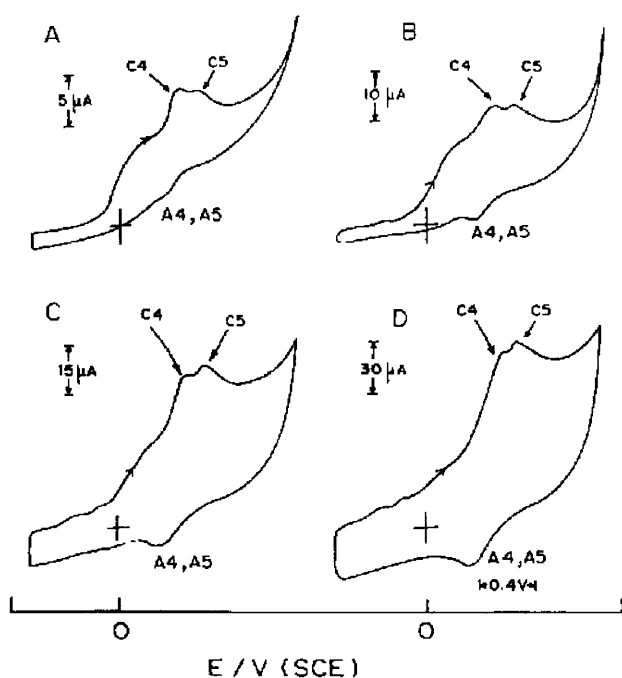 A
C4
C5
5 μA
A4, A5
B
C4
C5
10 μA
A4, A5
C
C4
C5
15 μA
A4, A5
D
C4
C5
30 μA
A4, A5
0.4V
0
0
E / V (SCE)